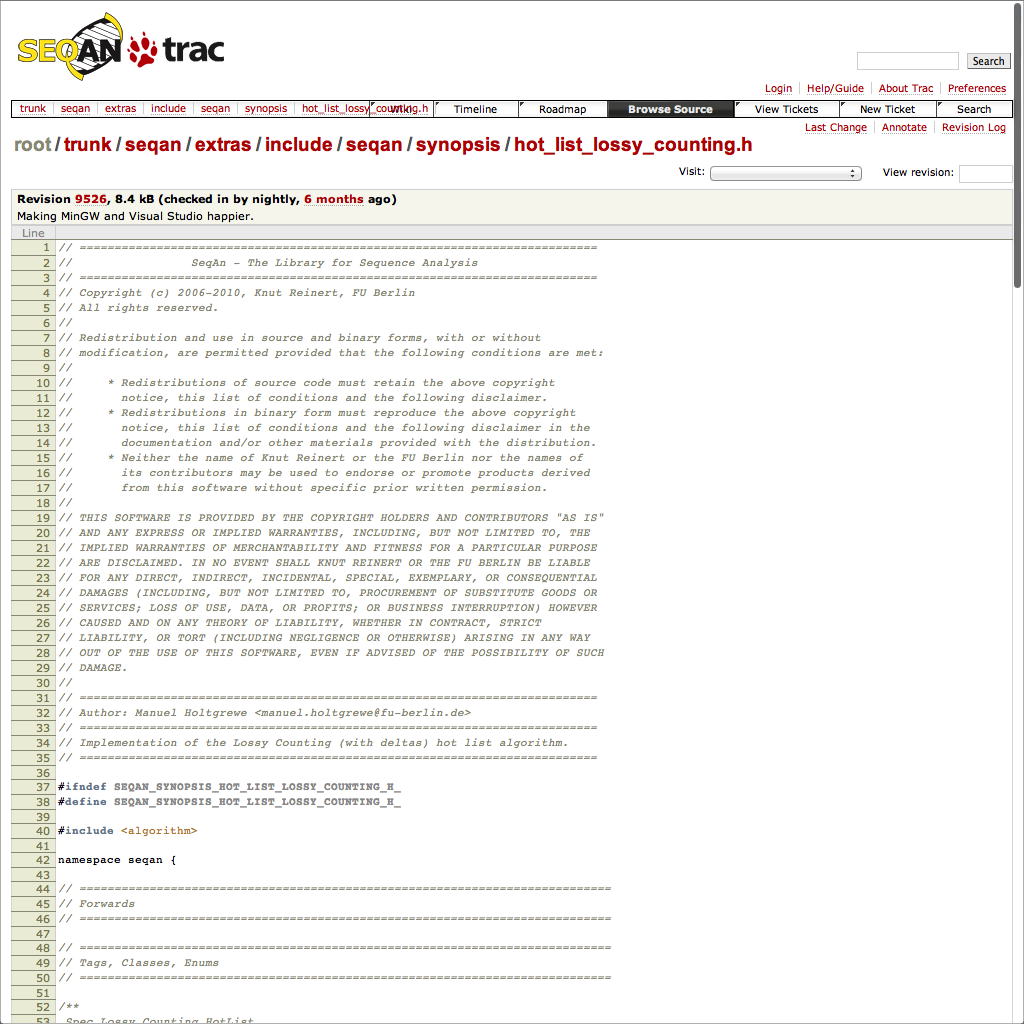 SEQAN trac
Search
Login Help/Guide About Trac Preferences
trunk seqan extras include seqan synopsis hot_list_lossy_counting.h Wiki Timeline Roadmap Browse Source View Tickets New Ticket Search
Last Change Annotate Revision Log
root/trunk/seqan/extras/include/seqan/synopsis/hot_list_lossy_counting.h
Visit: View revision:
Revision 9526, 8.4 kB (checked in by nightly, 6 months ago)
Making MinGW and Visual Studio happier.
Line
1 // ==========================================================================
2 //                 SeqAn - The Library for Sequence Analysis
3 // ==========================================================================
4 // Copyright (c) 2006-2010, Knut Reinert, FU Berlin
5 // All rights reserved.
6 //
7 // Redistribution and use in source and binary forms, with or without
8 // modification, are permitted provided that the following conditions are met:
9 //
10 //     * Redistributions of source code must retain the above copyright
11 //       notice, this list of conditions and the following disclaimer.
12 //     * Redistributions in binary form must reproduce the above copyright
13 //       notice, this list of conditions and the following disclaimer in the
14 //       documentation and/or other materials provided with the distribution.
15 //     * Neither the name of Knut Reinert or the FU Berlin nor the names of
16 //       its contributors may be used to endorse or promote products derived
17 //       from this software without specific prior written permission.
18 //
19 // THIS SOFTWARE IS PROVIDED BY THE COPYRIGHT HOLDERS AND CONTRIBUTORS "AS IS"
20 // AND ANY EXPRESS OR IMPLIED WARRANTIES, INCLUDING, BUT NOT LIMITED TO, THE
21 // IMPLIED WARRANTIES OF MERCHANTABILITY AND FITNESS FOR A PARTICULAR PURPOSE
22 // ARE DISCLAIMED. IN NO EVENT SHALL KNUT REINERT OR THE FU BERLIN BE LIABLE
23 // FOR ANY DIRECT, INDIRECT, INCIDENTAL, SPECIAL, EXEMPLARY, OR CONSEQUENTIAL
24 // DAMAGES (INCLUDING, BUT NOT LIMITED TO, PROCUREMENT OF SUBSTITUTE GOODS OR
25 // SERVICES; LOSS OF USE, DATA, OR PROFITS; OR BUSINESS INTERRUPTION) HOWEVER
26 // CAUSED AND ON ANY THEORY OF LIABILITY, WHETHER IN CONTRACT, STRICT
27 // LIABILITY, OR TORT (INCLUDING NEGLIGENCE OR OTHERWISE) ARISING IN ANY WAY
28 // OUT OF THE USE OF THIS SOFTWARE, EVEN IF ADVISED OF THE POSSIBILITY OF SUCH
29 // DAMAGE.
30 //
31 // ==========================================================================
32 // Author: Manuel Holtgrewe <manuel.holtgrewe@fu-berlin.de>
33 // ==========================================================================
34 // Implementation of the Lossy Counting (with deltas) hot list algorithm.
35 // ==========================================================================
36
37 #ifndef SEQAN_SYNOPSIS_HOT_LIST_LOSSY_COUNTING_H_
38 #define SEQAN_SYNOPSIS_HOT_LIST_LOSSY_COUNTING_H_
39
40 #include <algorithm>
41
42 namespace seqan {
43
44 // ============================================================================
45 // Forwards
46 // ============================================================================
47
48 // ============================================================================
49 // Tags, Classes, Enums
50 // ============================================================================
51
52 /**
53 .Spec.Lossy Counting HotList